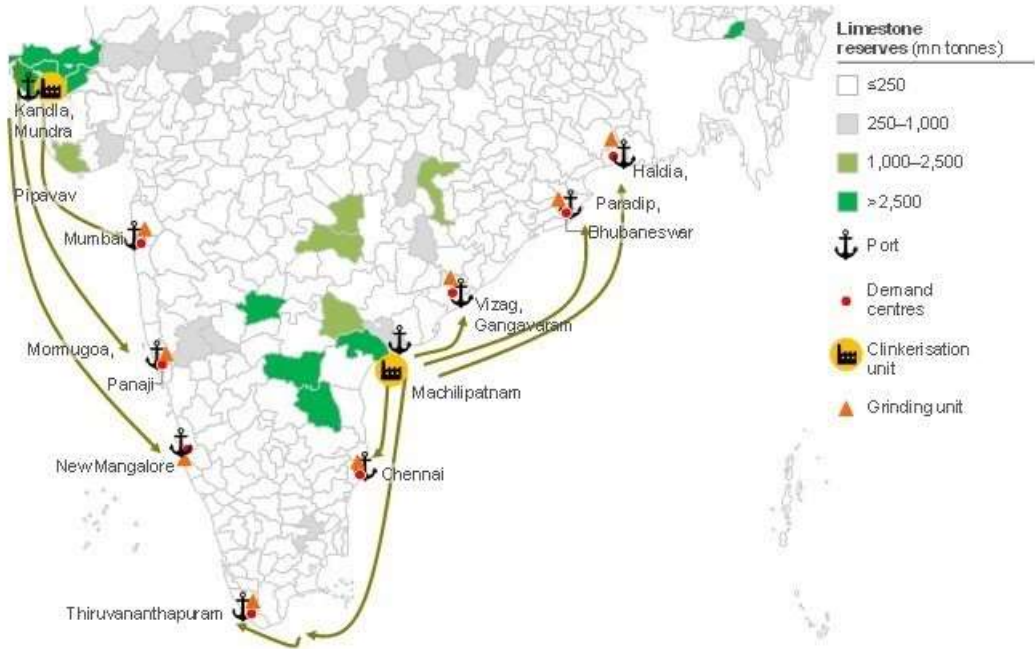 Limestone
reserves (mn tonnes)
≤250
250–1,000
1,000–2,500
>2,500
Port
Demand
centres
Clinkerisation
unit
Grinding unit
Kandla,
Mundra
Pipavav
Mumbai
Mormugoa,
Panaji
New Mangalore
Thiruvananthapuram
Haldia,
Paradip,
Bhubaneswar
Vizag,
Gangavaram
Machilipatnam
Chennai